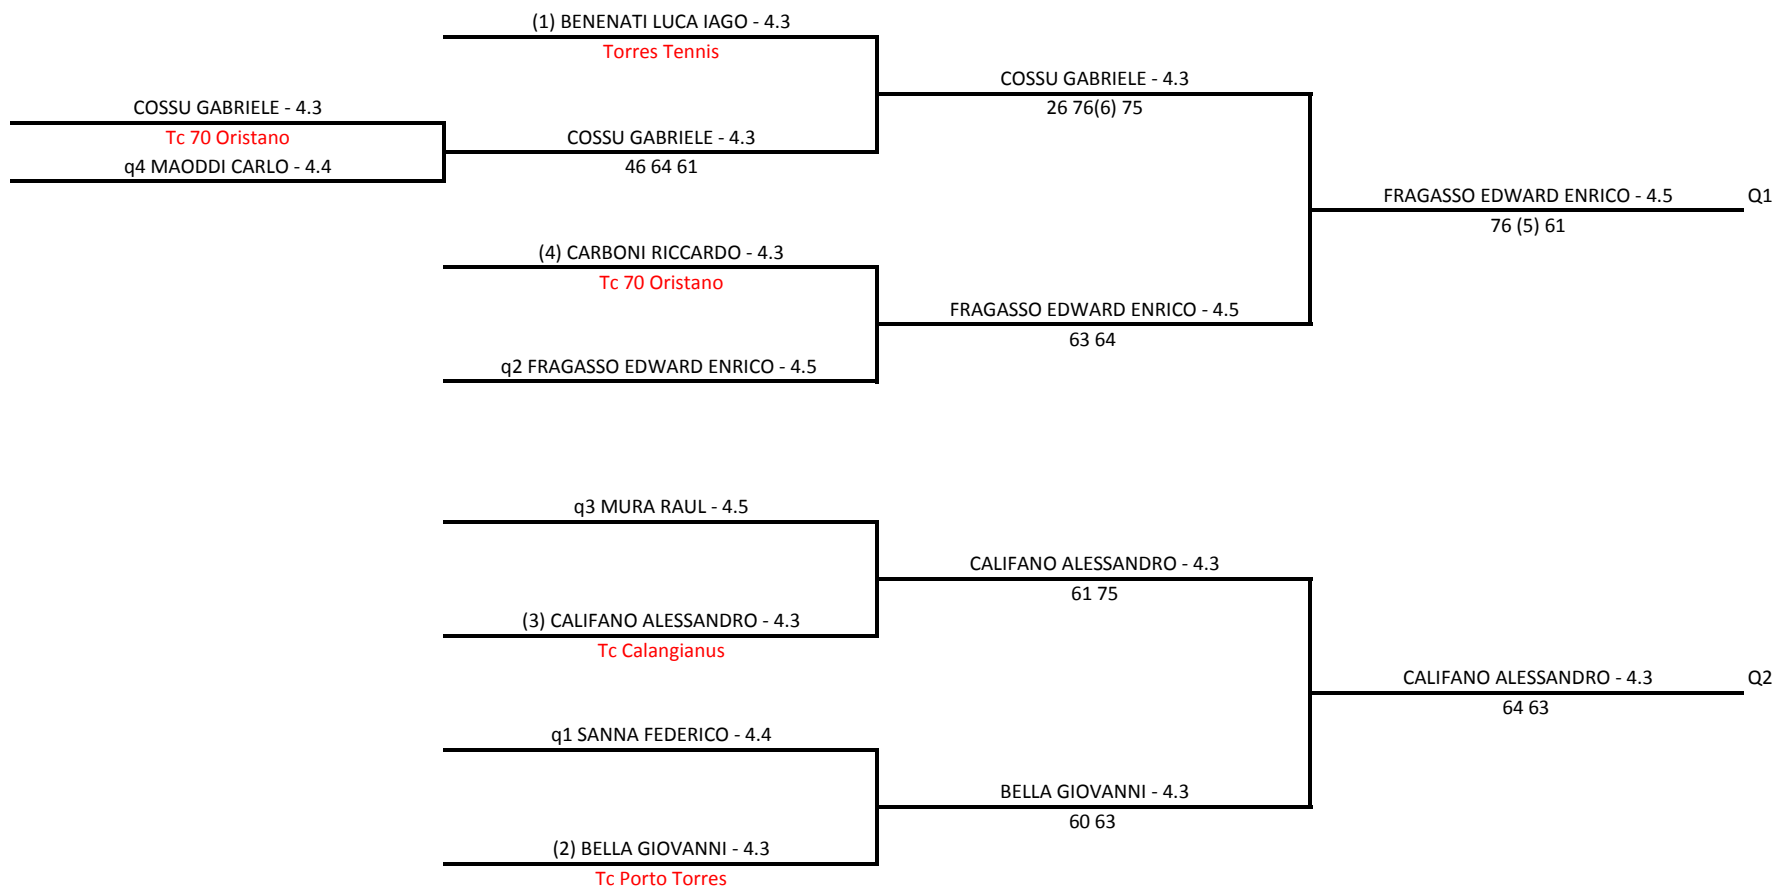 (1) BENENATI LUCA IAGO - 4.3
Torres Tennis
COSSU GABRIELE - 4.3
26 76(6) 75
COSSU GABRIELE - 4.3
Tc 70 Oristano
COSSU GABRIELE - 4.3
46 64 61
q4 MAODDI CARLO - 4.4
FRAGASSO EDWARD ENRICO - 4.5 Q1
76 (5) 61
(4) CARBONI RICCARDO - 4.3
Tc 70 Oristano
FRAGASSO EDWARD ENRICO - 4.5
63 64
q2 FRAGASSO EDWARD ENRICO - 4.5
q3 MURA RAUL - 4.5
CALIFANO ALESSANDRO - 4.3
61 75
(3) CALIFANO ALESSANDRO - 4.3
Tc Calangianus
CALIFANO ALESSANDRO - 4.3 Q2
64 63
q1 SANNA FEDERICO - 4.4
BELLA GIOVANNI - 4.3
60 63
(2) BELLA GIOVANNI - 4.3
Tc Porto Torres